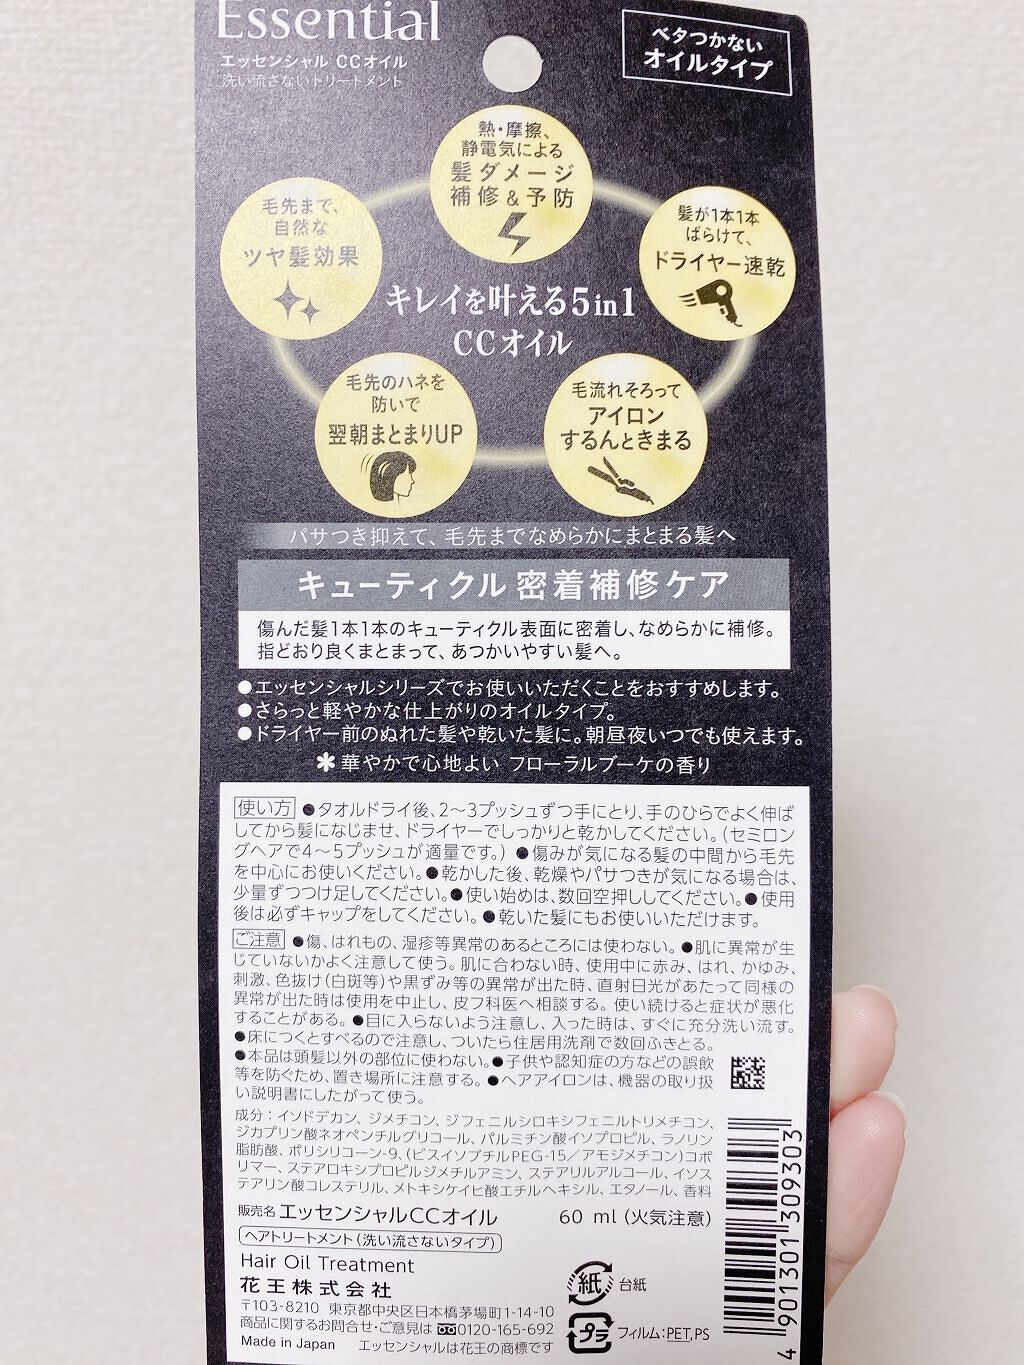 Essential
エッセンシャル CCオイル
洗い流さないトリートメント
ベタつかない
オイルタイプ
熱・摩擦、
静電気による
髪ダメージ
補修&予防
毛先まで、
自然な
ツヤ髪効果
髪が1本1本
ばらけて、
ドライヤー速乾
キレイを叶える5in1
CCオイル
毛先のハネを
防いで
翌朝まとまりUP
毛流れそろって
アイロン
するんときまる
パサつき抑えて、毛先までなめらかにまとまる髪へ
キューティクル 密着補修ケア
傷んだ髪1本1本のキューティクル表面に密着し、なめらかに補修。
指どおり良くまとまって、あつかいやすい髪へ。
●エッセンシャルシリーズでお使いいただくことをおすすめします。
●さらっと軽やかな仕上がりのオイルタイプ。
●ドライヤー前のぬれた髪や乾いた髪に。朝昼夜いつでも使えます。
✽華やかで心地よい フローラルブーケの香り
使い方 ●タオルドライ後、2〜3プッシュずつ手にとり、手のひらでよく伸ば
してから髪になじませ、ドライヤーでしっかりと乾かしてください。(セミロン
グヘアで4〜5プッシュが適量です。) ●傷みが気になる髪の中間から毛先
を中心にお使いください。●乾かした後、乾燥やパサつきが気になる場合は、
少量ずつつけ足してください。●使い始めは、数回空押ししてください。●使用
後は必ずキャップをしてください。●乾いた髪にもお使いいただけます。
ご注意 ●傷、はれもの、湿疹等異常のあるところには使わない。●肌に異常が生
じていないかよく注意して使う。肌に合わない時、使用中に赤み、はれ、かゆみ、
刺激、色抜け(白斑等)や黒ずみ等の異常が出た時、直射日光があたって同様の
異常が出た時は使用を中止し、皮フ科医へ相談する。使い続けると症状が悪化
することがある。●目に入らないよう注意し、入った時は、すぐに充分洗い流す。
●床につくとすべるので注意し、ついたら住居用洗剤で数回ふきとる。
●本品は頭髪以外の部位に使わない。●子供や認知症の方などの誤飲
等を防ぐため、置き場所に注意する。●ヘアアイロンは、機器の取り扱
い説明書にしたがって使う。
成分:イソドデカン、ジメチコン、ジフェニルシロキシフェニルトリメチコン、
ジカプリン酸ネオペンチルグリコール、パルミチン酸イソプロピル、ラノリン
脂肪酸、ポリシリコーン-9、(ビスイソブチルPEG-15/アモジメチコン)コポ
リマー、ステアロキシプロピルジメチルアミン、ステアリルアルコール、イソス
テアリン酸コレステリル、メトキシケイヒ酸エチルヘキシル、エタノール、香料
販売名 エッセンシャルCCオイル 60 ml (火気注意)
ヘアトリートメント(洗い流さないタイプ)
Hair Oil Treatment
花王株式会社
〒103-8210 東京都中央区日本橋茅場町1-14-10
商品に関するお問合せ・ご意見は 0120-165-692
Made in Japan エッセンシャルは花王の商標です
紙 台紙
プラ フィルム:PET,PS
4 901301 309303